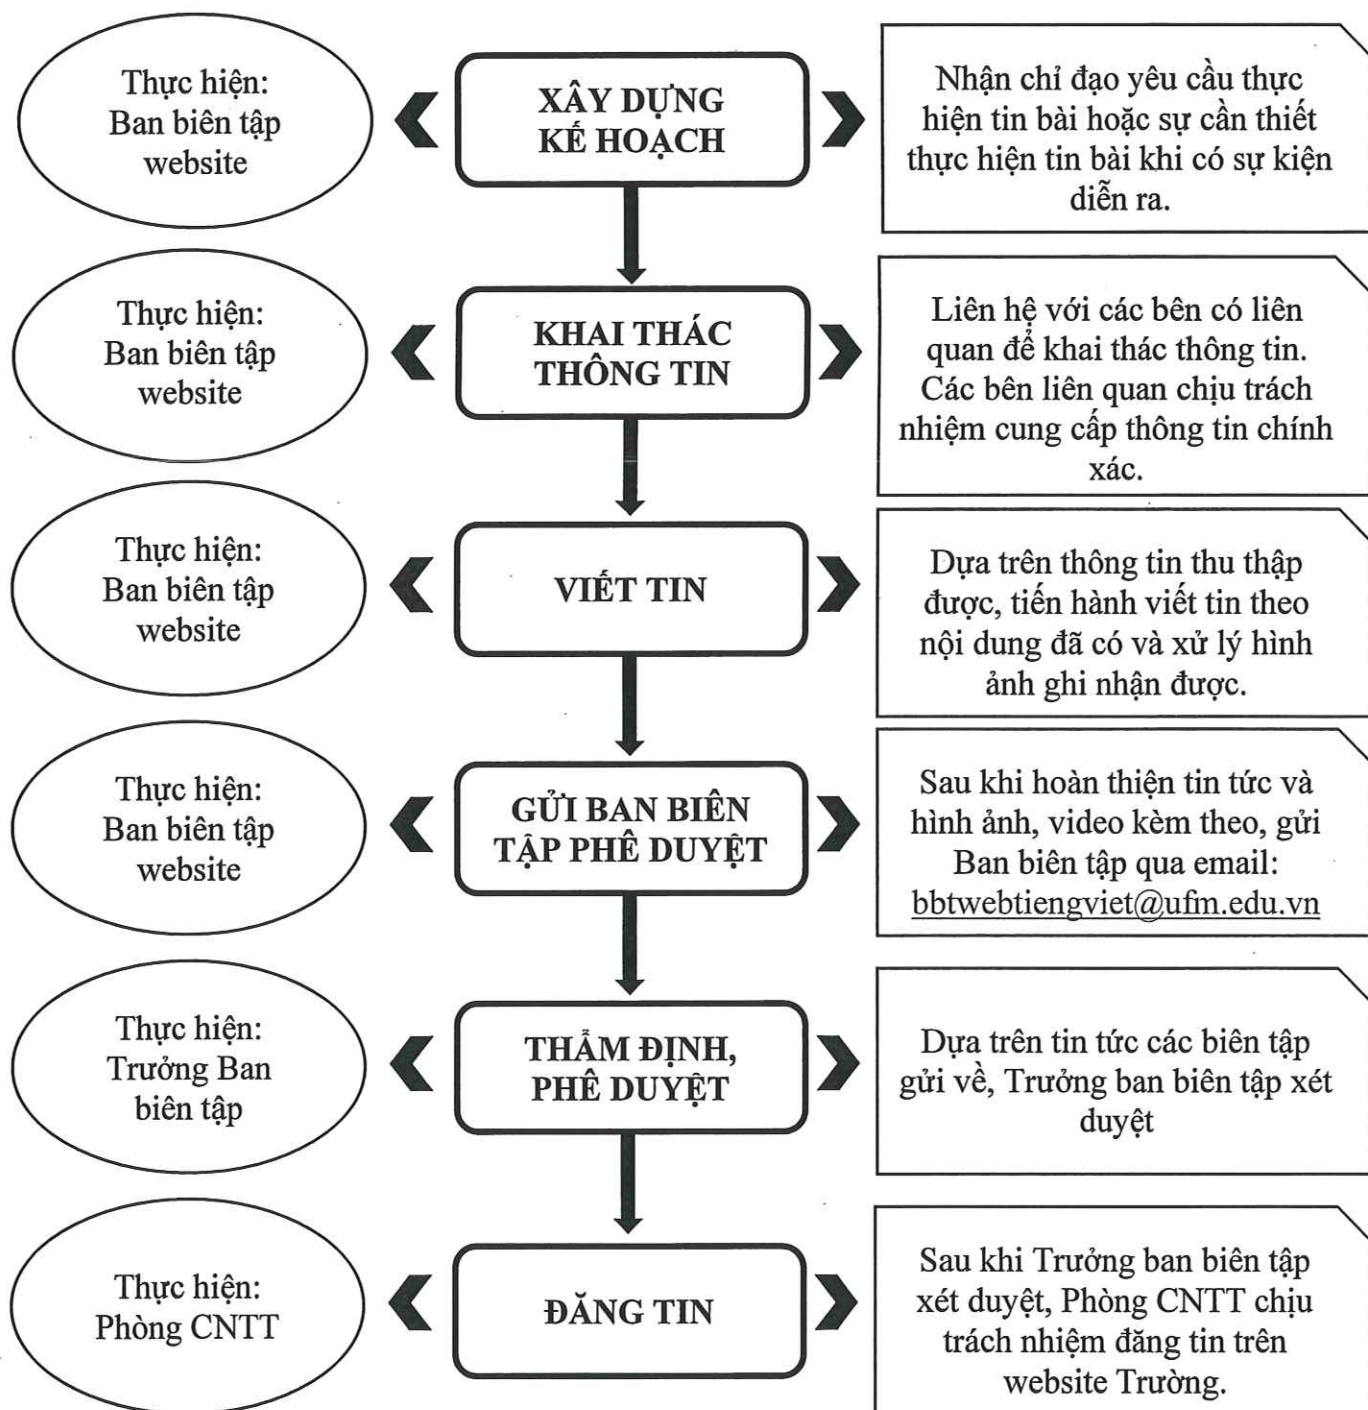 Thực hiện:
Ban biên tập
website
XÂY DỰNG
KẾ HOẠCH
Nhận chỉ đạo yêu cầu thực
hiện tin bài hoặc sự cần thiết
thực hiện tin bài khi có sự kiện
diễn ra.
Thực hiện:
Ban biên tập
website
KHAI THÁC
THÔNG TIN
Liên hệ với các bên có liên
quan để khai thác thông tin.
Các bên liên quan chịu trách
nhiệm cung cấp thông tin chính
xác.
Thực hiện:
Ban biên tập
website
VIẾT TIN
Dựa trên thông tin thu thập
được, tiến hành viết tin theo
nội dung đã có và xử lý hình
ảnh ghi nhận được.
Thực hiện:
Ban biên tập
website
GỬI BAN BIÊN
TẬP PHÊ DUYỆT
Sau khi hoàn thiện tin tức và
hình ảnh, video kèm theo, gửi
Ban biên tập qua email:
bbtwebtiengviet@ufm.edu.vn
Thực hiện:
Trưởng Ban
biên tập
THẨM ĐỊNH,
PHÊ DUYỆT
Dựa trên tin tức các biên tập
gửi về, Trưởng ban biên tập xét
duyệt
Thực hiện:
Phòng CNTT
ĐĂNG TIN
Sau khi Trưởng ban biên tập
xét duyệt, Phòng CNTT chịu
trách nhiệm đăng tin trên
website Trường.